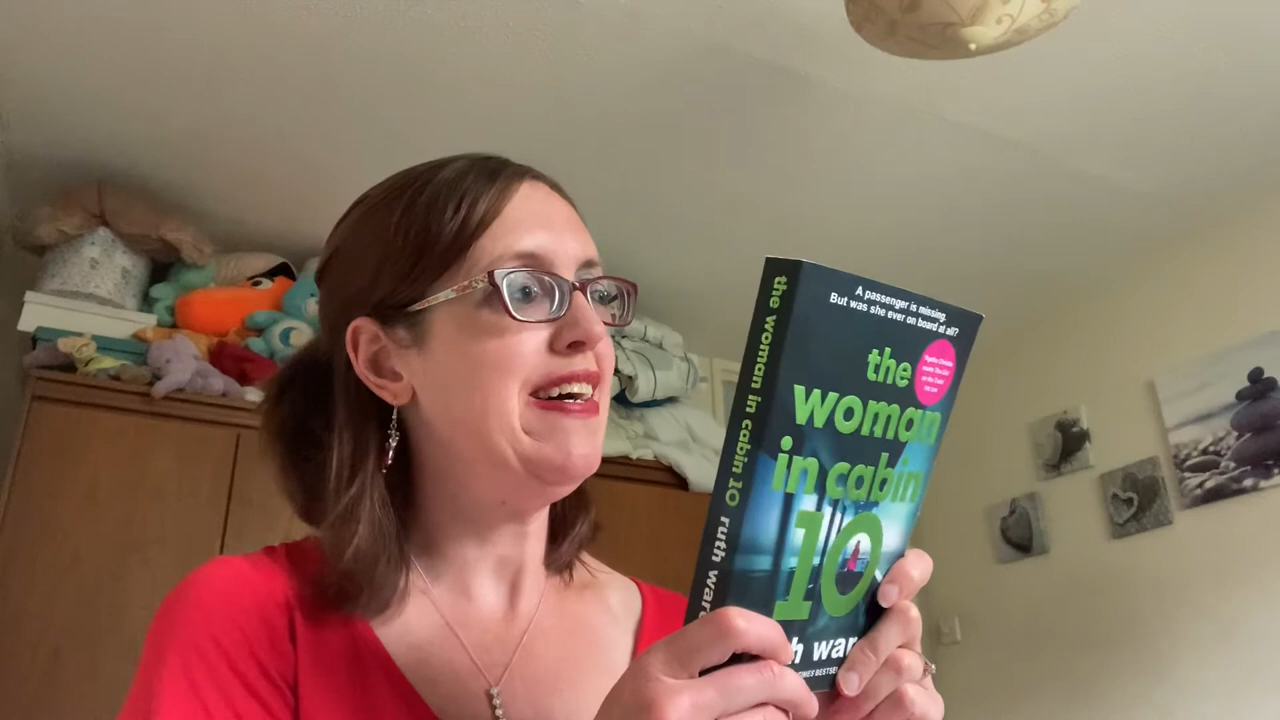 the woman in cabin 10 ruth ware
A passenger is missing.
But was she ever on board at all?
the
woman
in cabin
10
h war